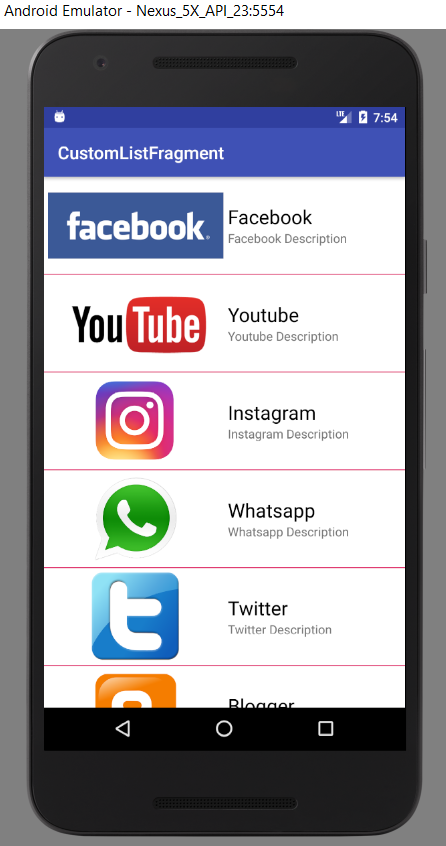 Android Emulator - Nexus_5X_API_23:5554
LTE 7:54
CustomListFragment
facebook.
Facebook
Facebook Description
YouTube
Youtube
Youtube Description
Instagram
Instagram Description
Whatsapp
Whatsapp Description
t
Twitter
Twitter Description
Blogger